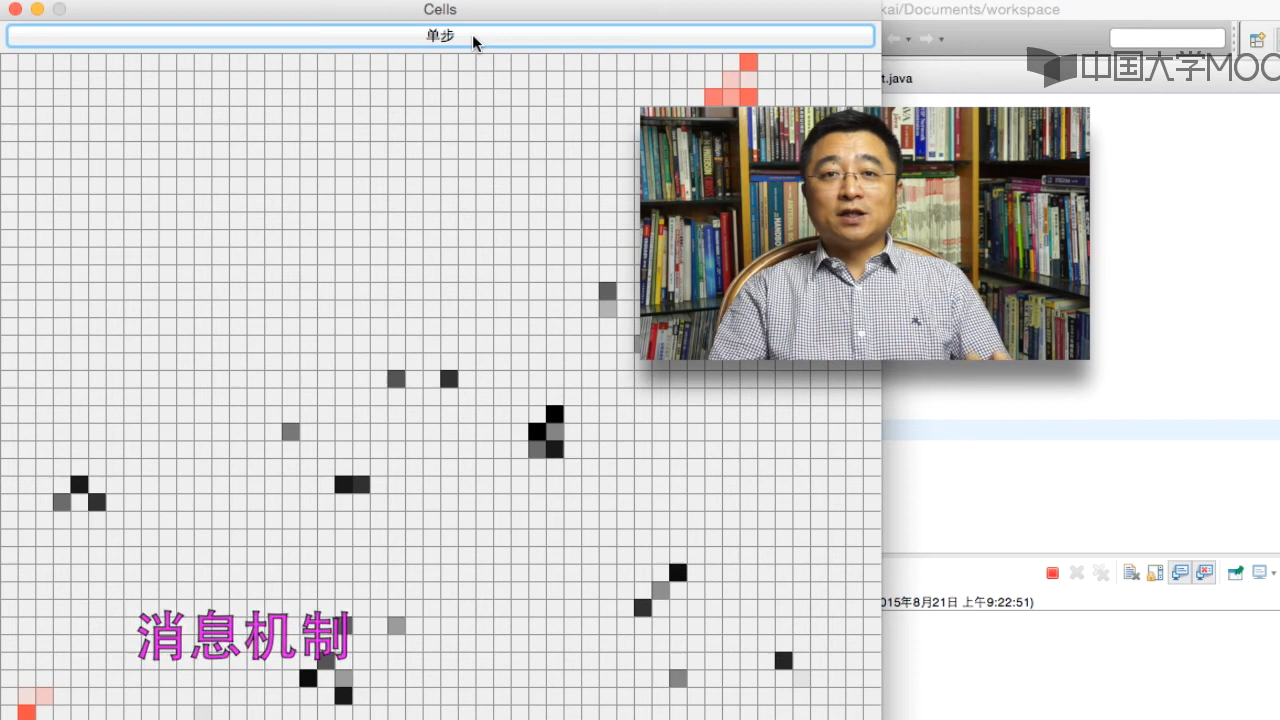 Cells
kai/Documents/workspace
单步
t.java
中国大学MOO
消息机制
015年8月21日 上午9:22:51)